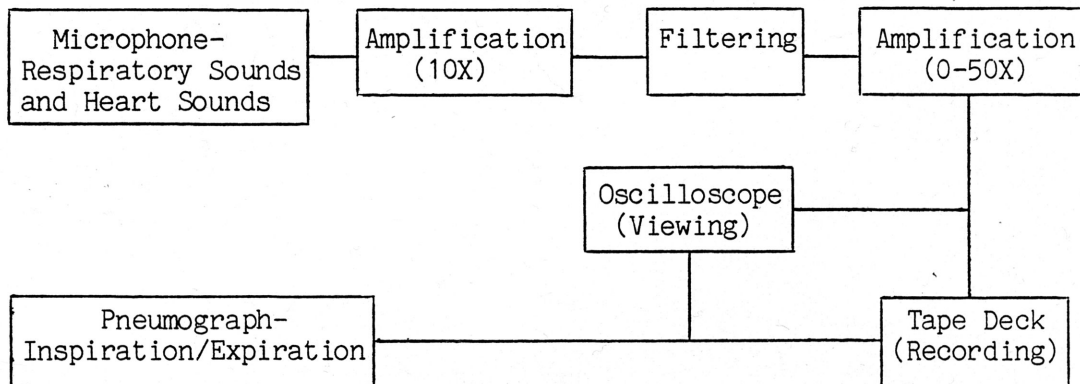 Microphone-
Respiratory Sounds
and Heart Sounds
Amplification
(10X)
Filtering
Amplification
(0-50X)
Oscilloscope
(Viewing)
Pneumograph-
Inspiration/Expiration
Tape Deck
(Recording)